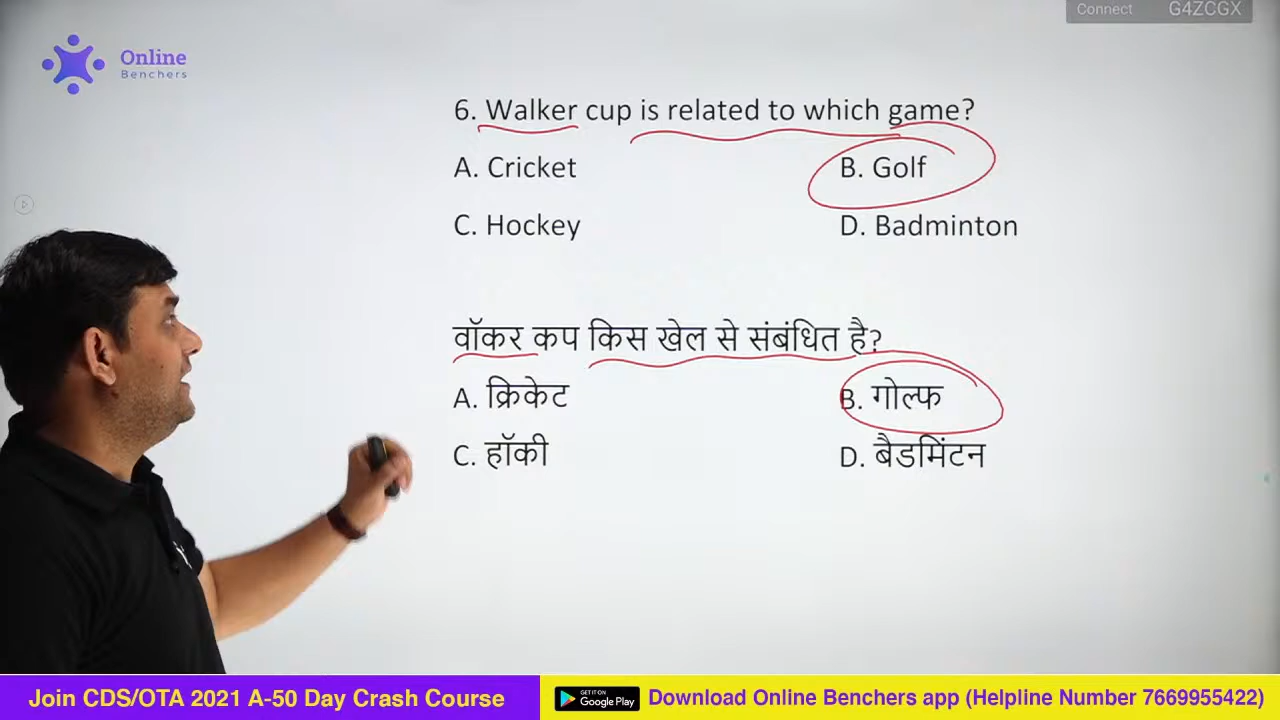 Connect G4ZCGX
Online
Benchers
6. Walker cup is related to which game?
A. Cricket B. Golf
C. Hockey D. Badminton
वॉकर कप किस खेल से संबंधित है?
A. क्रिकेट B. गोल्फ
C. हॉकी D. बैडमिंटन
Join CDS/OTA 2021 A-50 Day Crash Course
GET IT ON
Google Play
Download Online Benchers app (Helpline Number 7669955422)